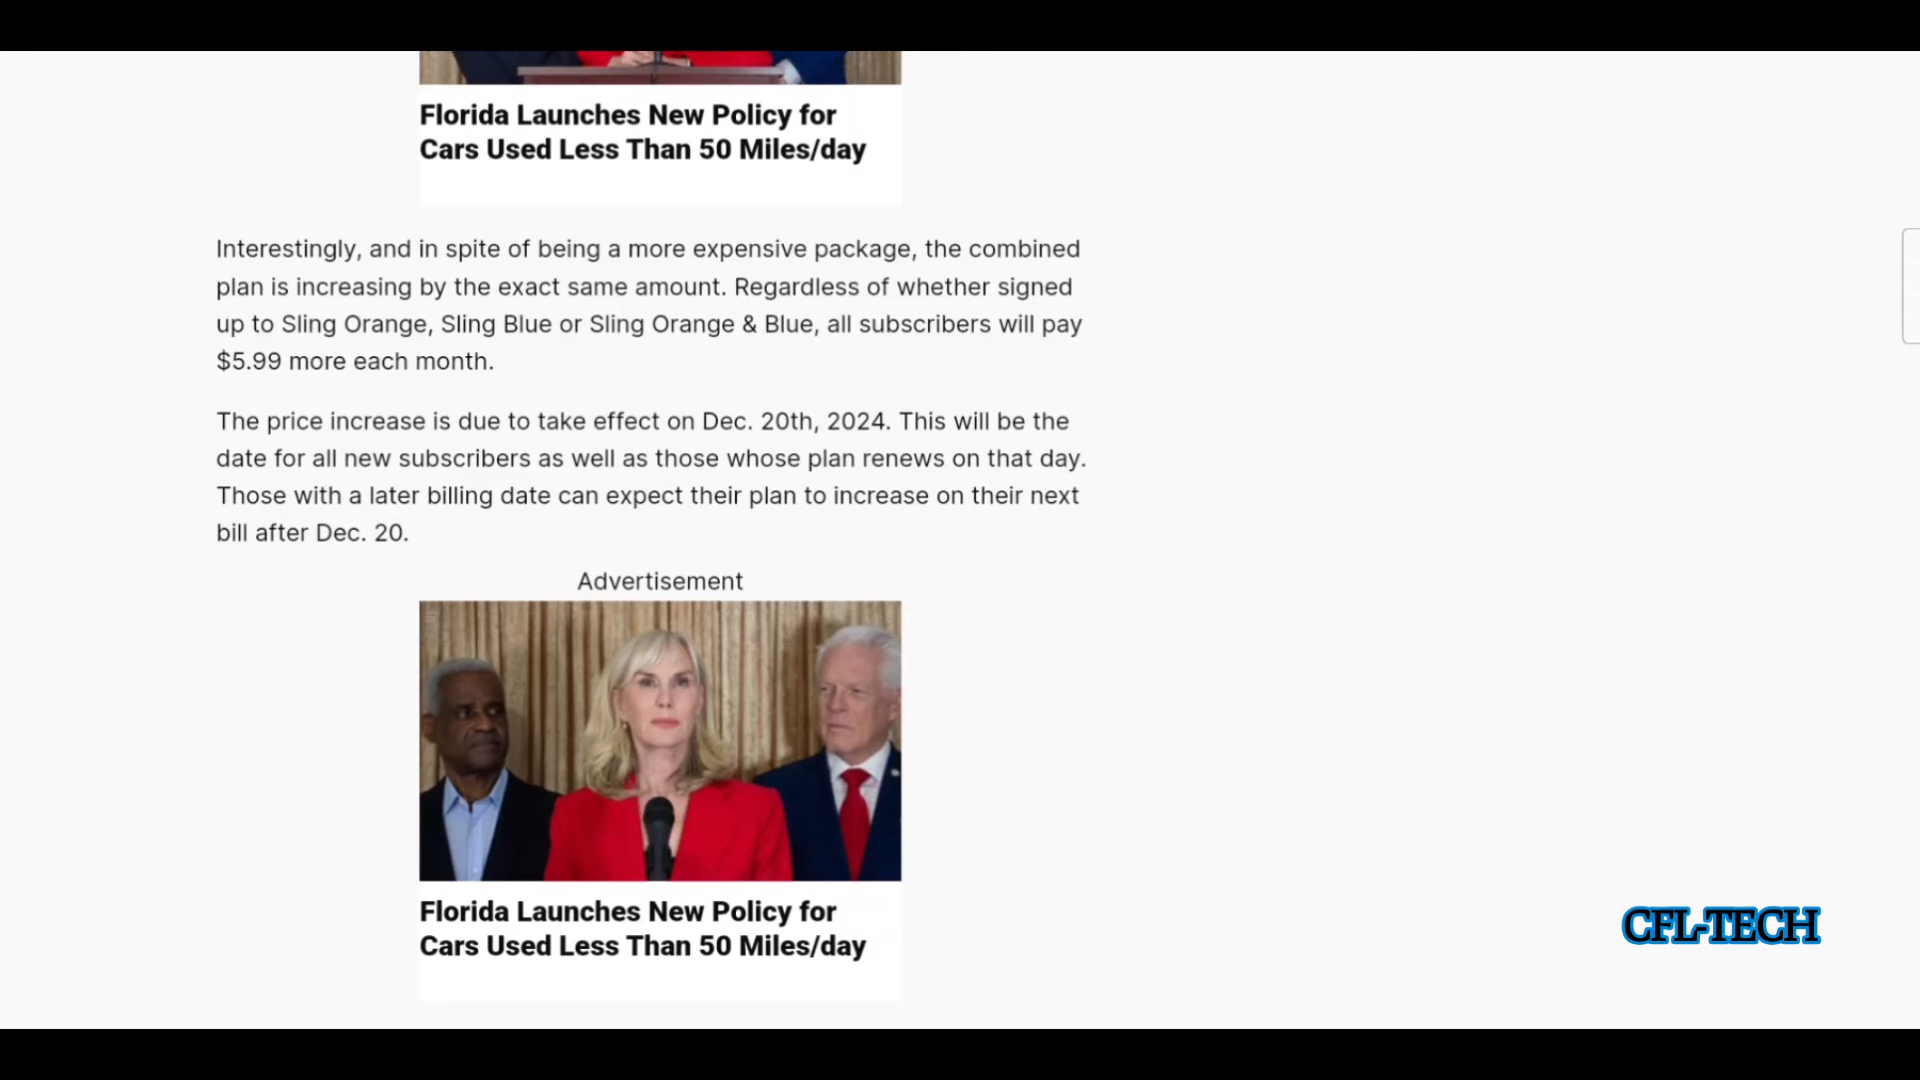 Florida Launches New Policy for
Cars Used Less Than 50 Miles/day
Interestingly, and in spite of being a more expensive package, the combined
plan is increasing by the exact same amount. Regardless of whether signed
up to Sling Orange, Sling Blue or Sling Orange & Blue, all subscribers will pay
$5.99 more each month.
The price increase is due to take effect on Dec. 20th, 2024. This will be the
date for all new subscribers as well as those whose plan renews on that day.
Those with a later billing date can expect their plan to increase on their next
bill after Dec. 20.
Advertisement
Florida Launches New Policy for
Cars Used Less Than 50 Miles/day
CFL-TECH